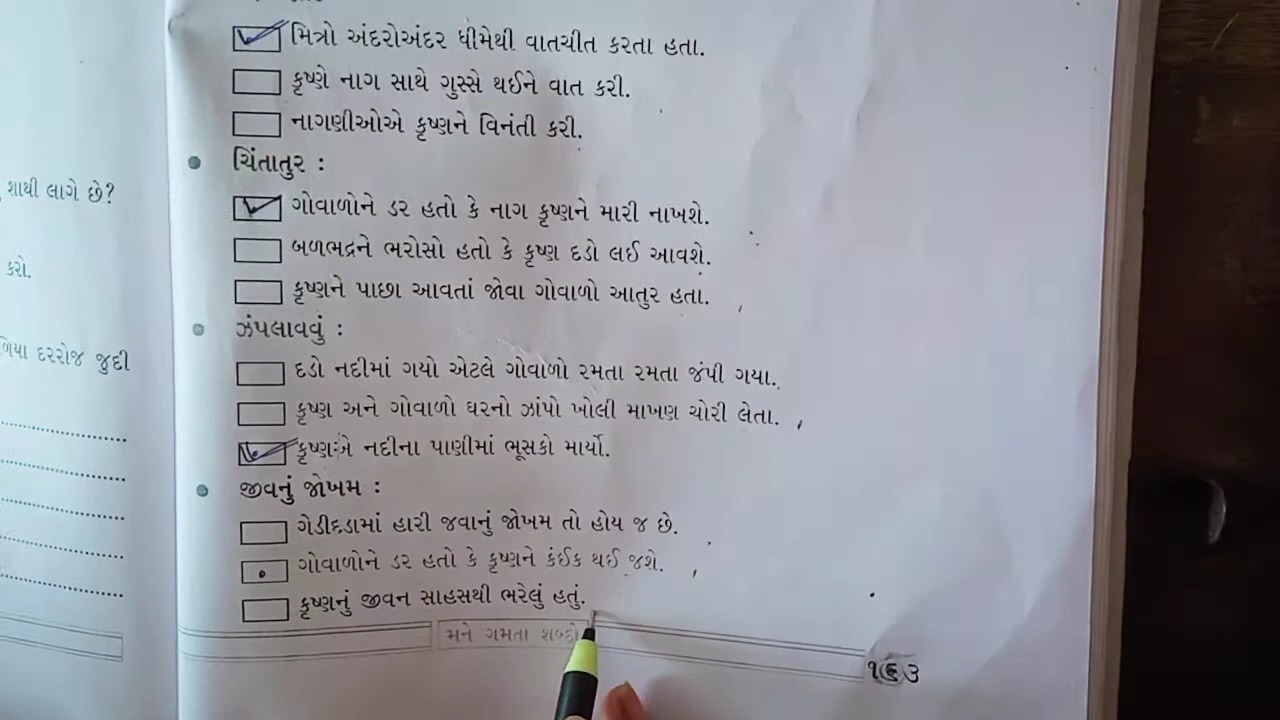 મિત્રો અંદરોઅંદર ધીમેથી વાતચીત કરતા હતા.
કૃષ્ણે નાગ સાથે ગુસ્સે થઈને વાત કરી.
નાગણીઓએ કૃષ્ણને વિનંતી કરી.
ચિંતાતુર :
શાથી લાગે છે?
ગોવાળોને ડર હતો કે નાગ કૃષ્ણને મારી નાખશે.
બળભદ્રને ભરોસો હતો કે કૃષ્ણ દડો લઈ આવશે.
કરો.
કૃષ્ણને પાછા આવતાં જોવા ગોવાળો આતુર હતા.
ઝંપલાવવું :
દરરોજ જુદી
દડો નદીમાં ગયો એટલે ગોવાળો રમતા રમતા જંપી ગયા.
કૃષ્ણ અને ગોવાળો ઘરનો ઝાંપો ખોલી માખણ ચોરી લેતા.
કૃષ્ણએ નદીના પાણીમાં ભૂસકો માર્યો.
જીવનું જોખમ :
ગેડીદડામાં હારી જવાનું જોખમ તો હોય જ છે.
ગોવાળોને ડર હતો કે કૃષ્ણને કંઈક થઈ જશે.
કૃષ્ણનું જીવન સાહસથી ભરેલું હતું.
મને ગમતા શબ્દો
૧૬૩